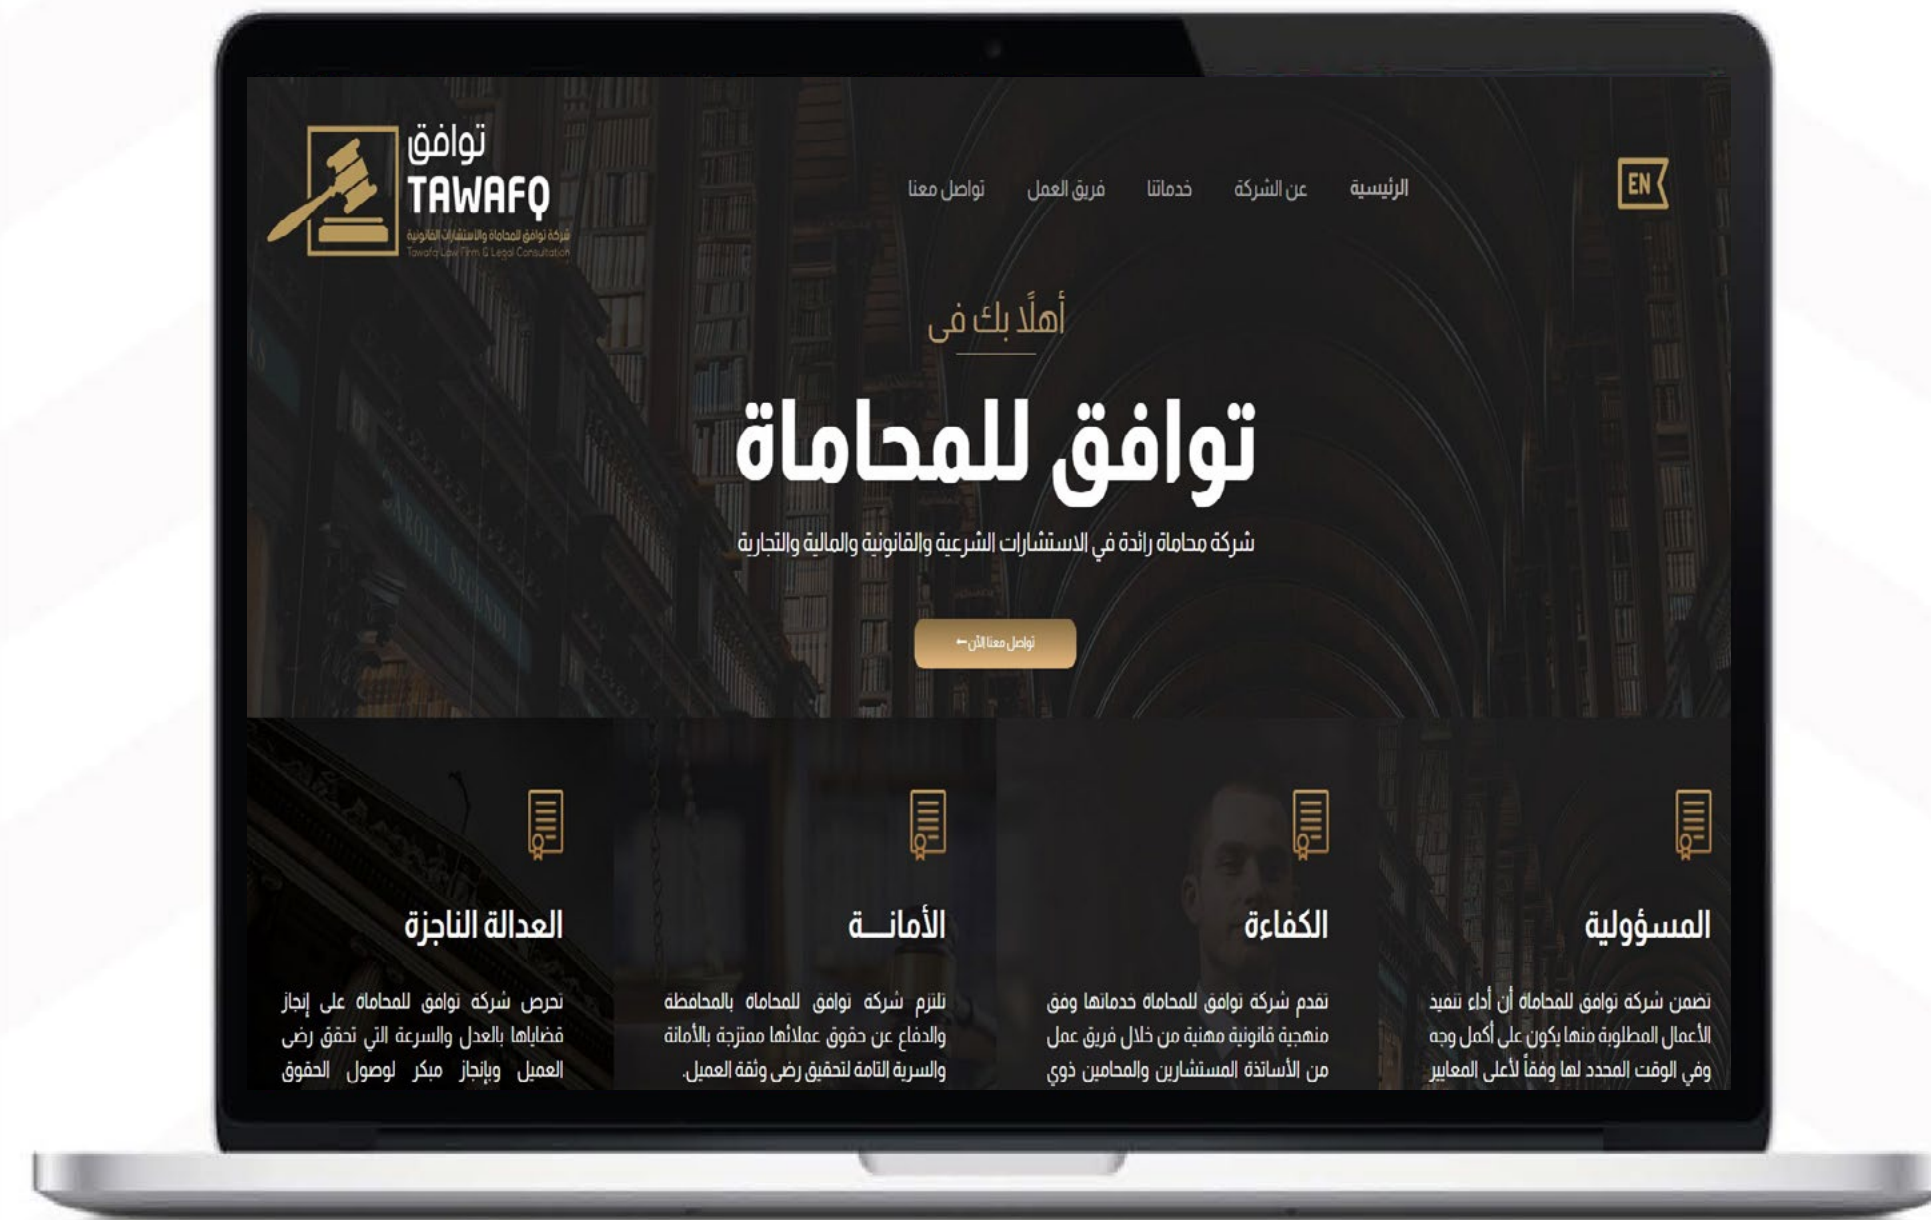 توافق
TAWAFQ
شركة توافق للمحاماة والاستشارات القانونية
Tawafq Law Firm & Legal Consultation
الرئيسية
عن الشركة
خدماتنا
فريق العمل
تواصل معنا
EN
أهلًا بك فى
توافق للمحاماة
شركة محاماة رائدة في الاستشارات الشرعية والقانونية والمالية والتجارية
تواصل معنا الآن ←
المسؤولية
تضمن شركة توافق للمحاماة أن أداء تنفيذ
الأعمال المطلوبة منها يكون على أكمل وجه
وفي الوقت المحدد لها وفقاً لأعلى المعايير
الكفاءة
تقدم شركة توافق للمحاماة خدماتها وفق
منهجية قانونية مهنية من خلال فريق عمل
من الأساتذة المستشارين والمحامين ذوي
الأمانـــة
تلتزم شركة توافق للمحاماة بالمحافظة
والدفاع عن حقوق عملائها ممتزجة بالأمانة
والسرية التامة لتحقيق رضى وثقة العميل.
العدالة الناجزة
تحرص شركة توافق للمحاماة على إنجاز
قضاياها بالعدل والسرعة التي تحقق رضى
العميل وبإنجاز مبكر لوصول الحقوق